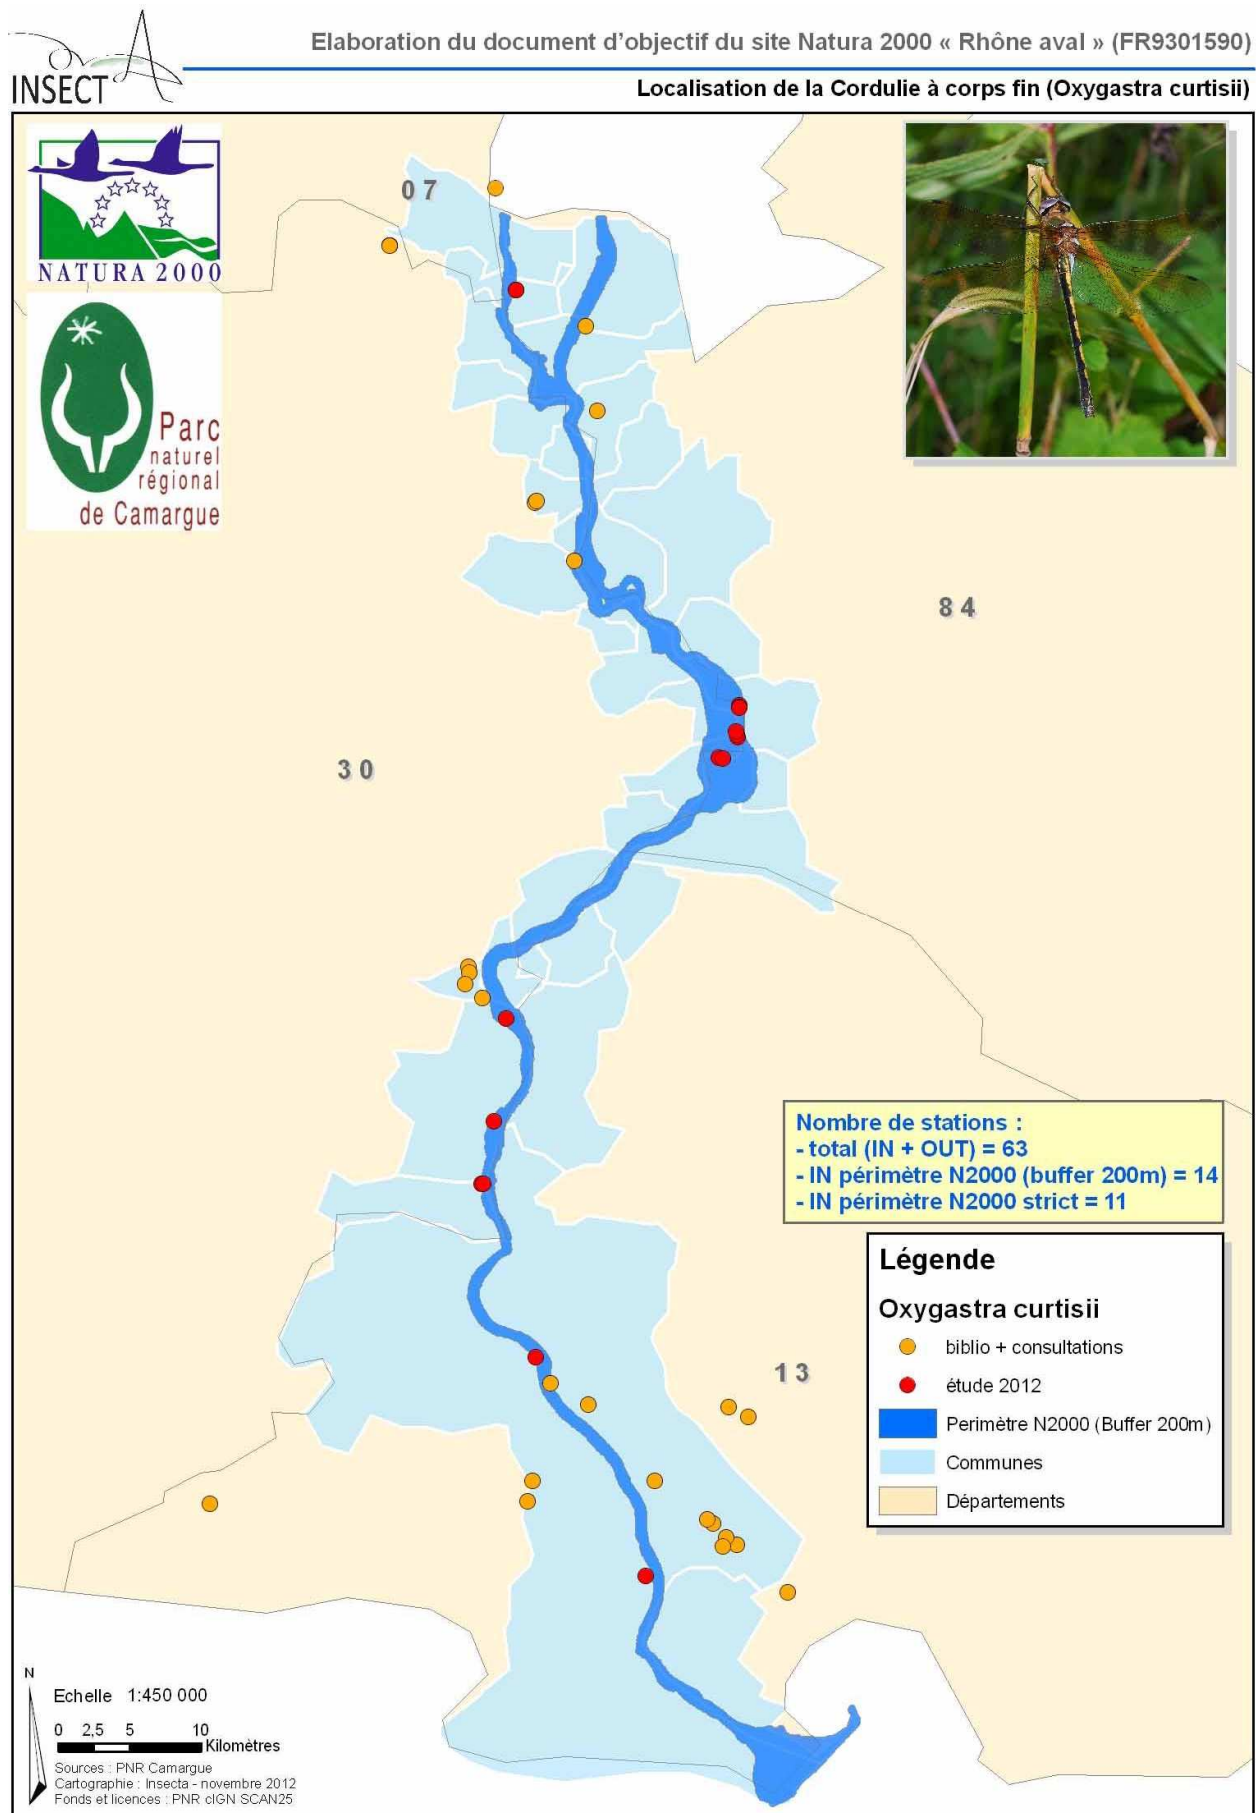 Elaboration du document d'objectif du site Natura 2000 « Rhône aval » (FR9301590)
INSECT A
Localisation de la Cordulie à corps fin (Oxygastra curtisii)
NATURA 2000
Parc
naturel
régional
de Camargue
07
84
30
Nombre de stations :
- total (IN + OUT) = 63
- IN périmètre N2000 (buffer 200m) = 14
- IN périmètre N2000 strict = 11
Légende
Oxygastra curtisii
biblio + consultations
étude 2012
Perimètre N2000 (Buffer 200m)
Communes
Départements
13
N
Echelle 1:450 000
0 2,5 5 10
Kilomètres
Sources : PNR Camargue
Cartographie : Insecta - novembre 2012
Fonds et licences : PNR cIGN SCAN25